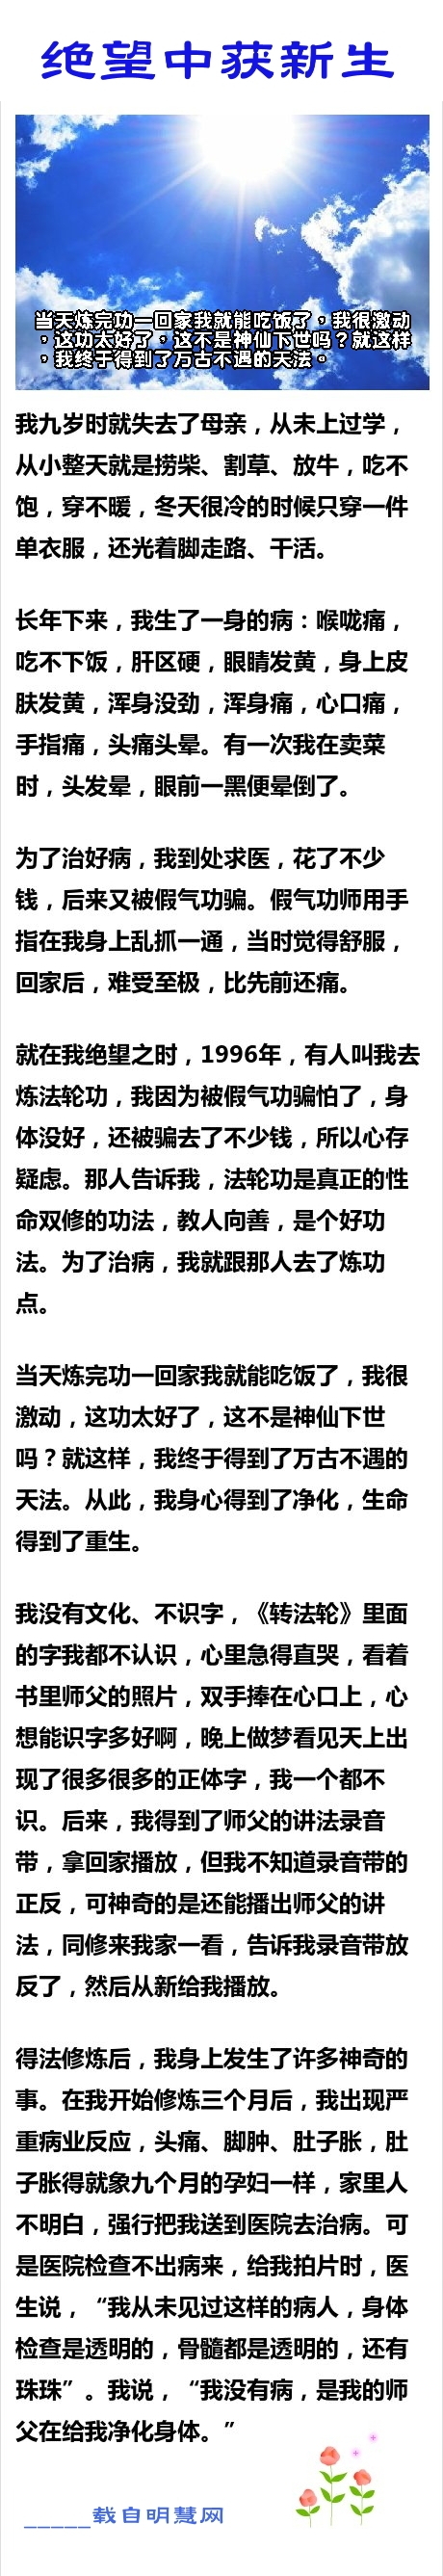 绝望中获新生
当天炼完功一回家我就能吃饭了，我很激动
，这功太好了，这不是神仙下世吗？就这样
，我终于得到了万古不遇的天法。
我九岁时就失去了母亲，从未上过学，
从小整天就是捞柴、割草、放牛，吃不
饱，穿不暖，冬天很冷的时候只穿一件
单衣服，还光着脚走路、干活。
长年下来，我生了一身的病：喉咙痛，
吃不下饭，肝区硬，眼睛发黄，身上皮
肤发黄，浑身没劲，浑身痛，心口痛，
手指痛，头痛头晕。有一次我在卖菜
时，头发晕，眼前一黑便晕倒了。
为了治好病，我到处求医，花了不少
钱，后来又被假气功骗。假气功师用手
指在我身上乱抓一通，当时觉得舒服，
回家后，难受至极，比先前还痛。
就在我绝望之时，1996年，有人叫我去
炼法轮功，我因为被假气功骗怕了，身
体没好，还被骗去了不少钱，所以心存
疑虑。那人告诉我，法轮功是真正的性
命双修的功法，教人向善，是个好功
法。为了治病，我就跟那人去了炼功
点。
当天炼完功一回家我就能吃饭了，我很
激动，这功太好了，这不是神仙下世
吗？就这样，我终于得到了万古不遇的
天法。从此，我身心得到了净化，生命
得到了重生。
我没有文化、不识字，《转法轮》里面
的字我都不认识，心里急得直哭，看着
书里师父的照片，双手捧在心口上，心
想能识字多好啊，晚上做梦看见天上出
现了很多很多的正体字，我一个都不
识。后来，我得到了师父的讲法录音
带，拿回家播放，但我不知道录音带的
正反，可神奇的是还能播出师父的讲
法，同修来我家一看，告诉我录音带放
反了，然后从新给我播放。
得法修炼后，我身上发生了许多神奇的
事。在我开始修炼三个月后，我出现严
重病业反应，头痛、脚肿、肚子胀，肚
子胀得就象九个月的孕妇一样，家里人
不明白，强行把我送到医院去治病。可
是医院检查不出病来，给我拍片时，医
生说，“我从未见过这样的病人，身体
检查是透明的，骨髓都是透明的，还有
珠珠”。我说，“我没有病，是我的师
父在给我净化身体。”
_____载自明慧网